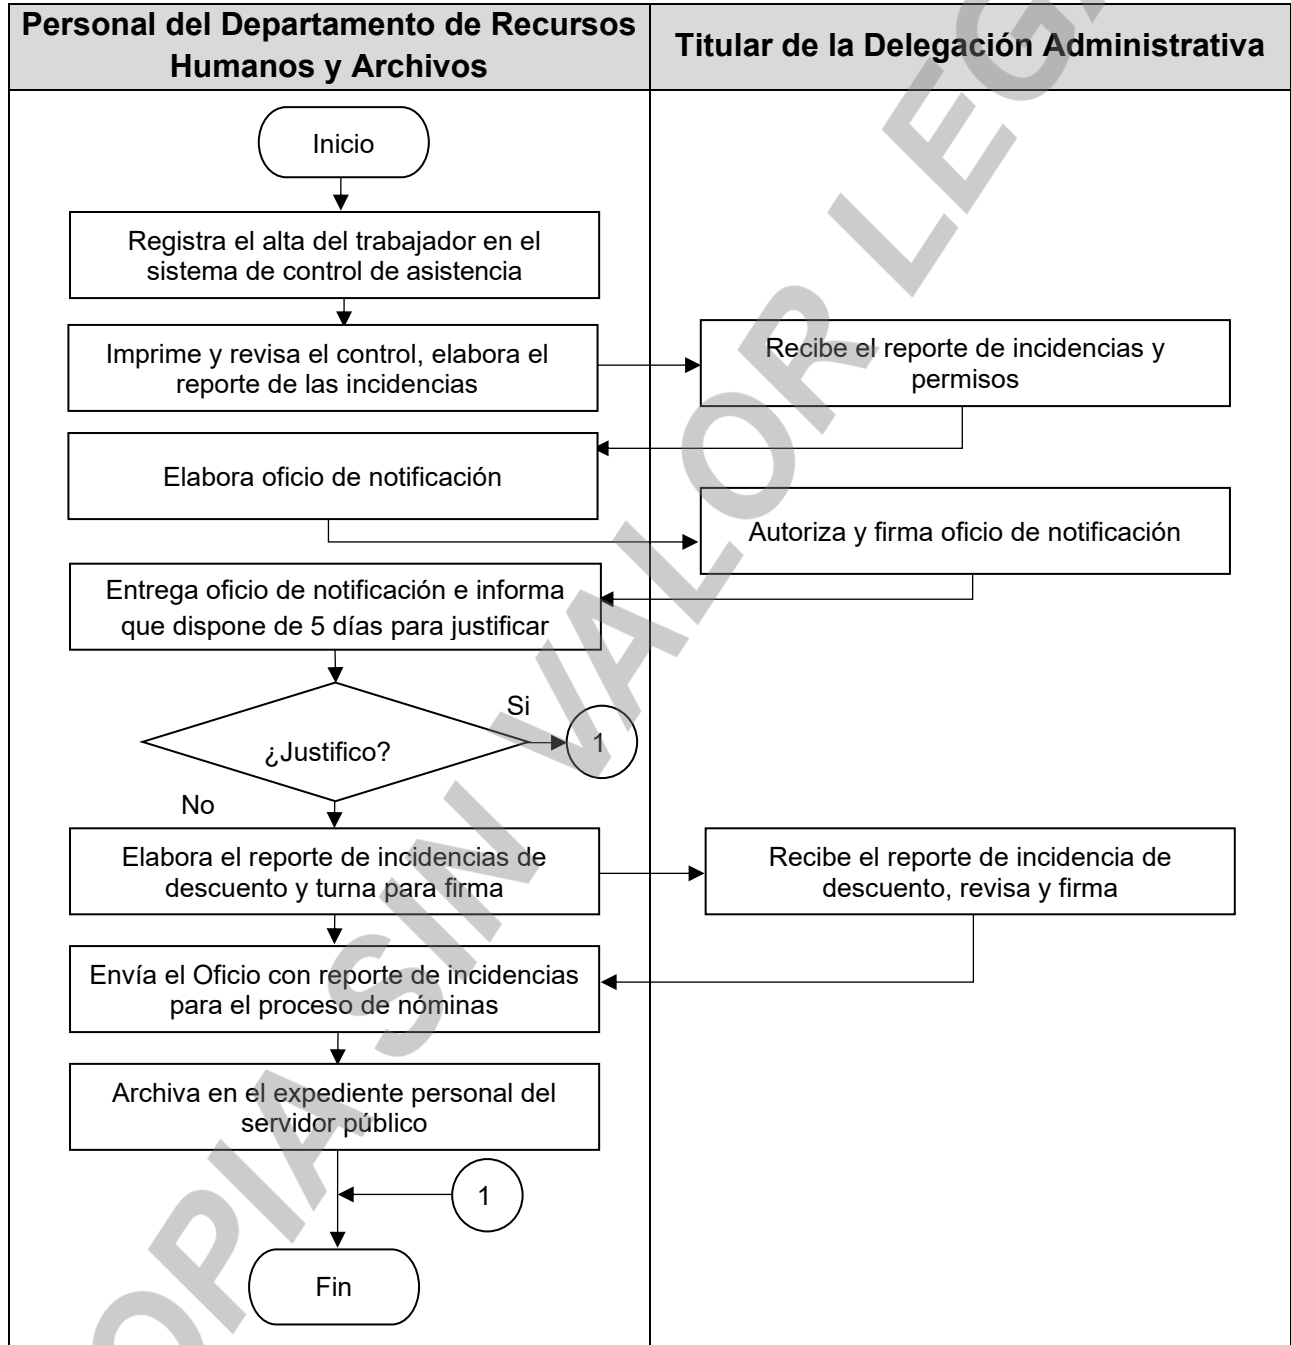 Personal del Departamento de Recursos
Humanos y Archivos
Titular de la Delegación Administrativa
Inicio
Registra el alta del trabajador en el
sistema de control de asistencia
Imprime y revisa el control, elabora el
reporte de las incidencias
Recibe el reporte de incidencias y
permisos
Elabora oficio de notificación
Autoriza y firma oficio de notificación
Entrega oficio de notificación e informa
que dispone de 5 días para justificar
¿Justifico?
Si
1
No
Elabora el reporte de incidencias de
descuento y turna para firma
Recibe el reporte de incidencia de
descuento, revisa y firma
Envía el Oficio con reporte de incidencias
para el proceso de nóminas
Archiva en el expediente personal del
servidor público
1
Fin
OPIA SIN VALOR LEGA